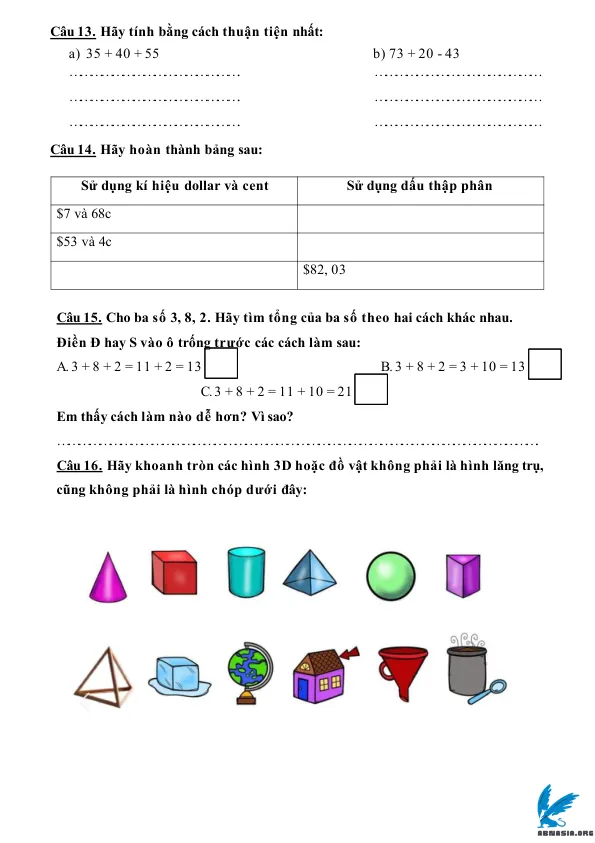 Câu 13. Hãy tính bằng cách thuận tiện nhất:
a) 35 + 40 + 55 b) 73 + 20 - 43
Câu 14. Hãy hoàn thành bảng sau:
Sử dụng kí hiệu dollar và cent Sử dụng dấu thập phân
$7 và 68c
$53 và 4c
$82, 03
Câu 15. Cho ba số 3, 8, 2. Hãy tìm tổng của ba số theo hai cách khác nhau.
Điền Đ hay S vào ô trống trước các cách làm sau:
A. 3 + 8 + 2 = 11 + 2 = 13 B. 3 + 8 + 2 = 3 + 10 = 13
C. 3 + 8 + 2 = 11 + 10 = 21
Em thấy cách làm nào dễ hơn? Vì sao?
Câu 16. Hãy khoanh tròn các hình 3D hoặc đồ vật không phải là hình lăng trụ,
cũng không phải là hình chóp dưới đây:
ABNASIA.ORG